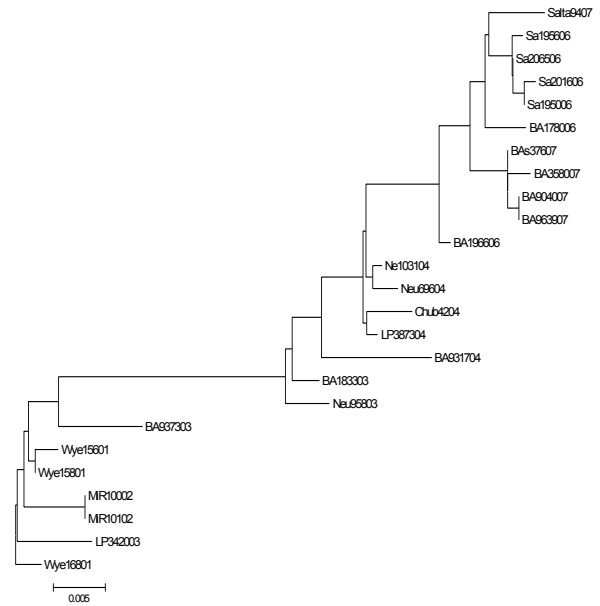 Salta9407
Sa195606
Sa206506
Sa201606
Sa195006
BA178006
BAs37607
BA358007
BA904007
BA963907
BA196606
Ne103104
Neu69604
Chub4204
LP387304
BA931704
BA183303
Neu95803
BA937303
Wye15601
Wye15801
MIR10002
MIR10102
LP342003
Wye16801
0.005